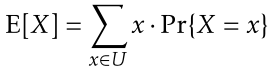 E[X] = ∑_{x∈U} x · Pr{X = x}